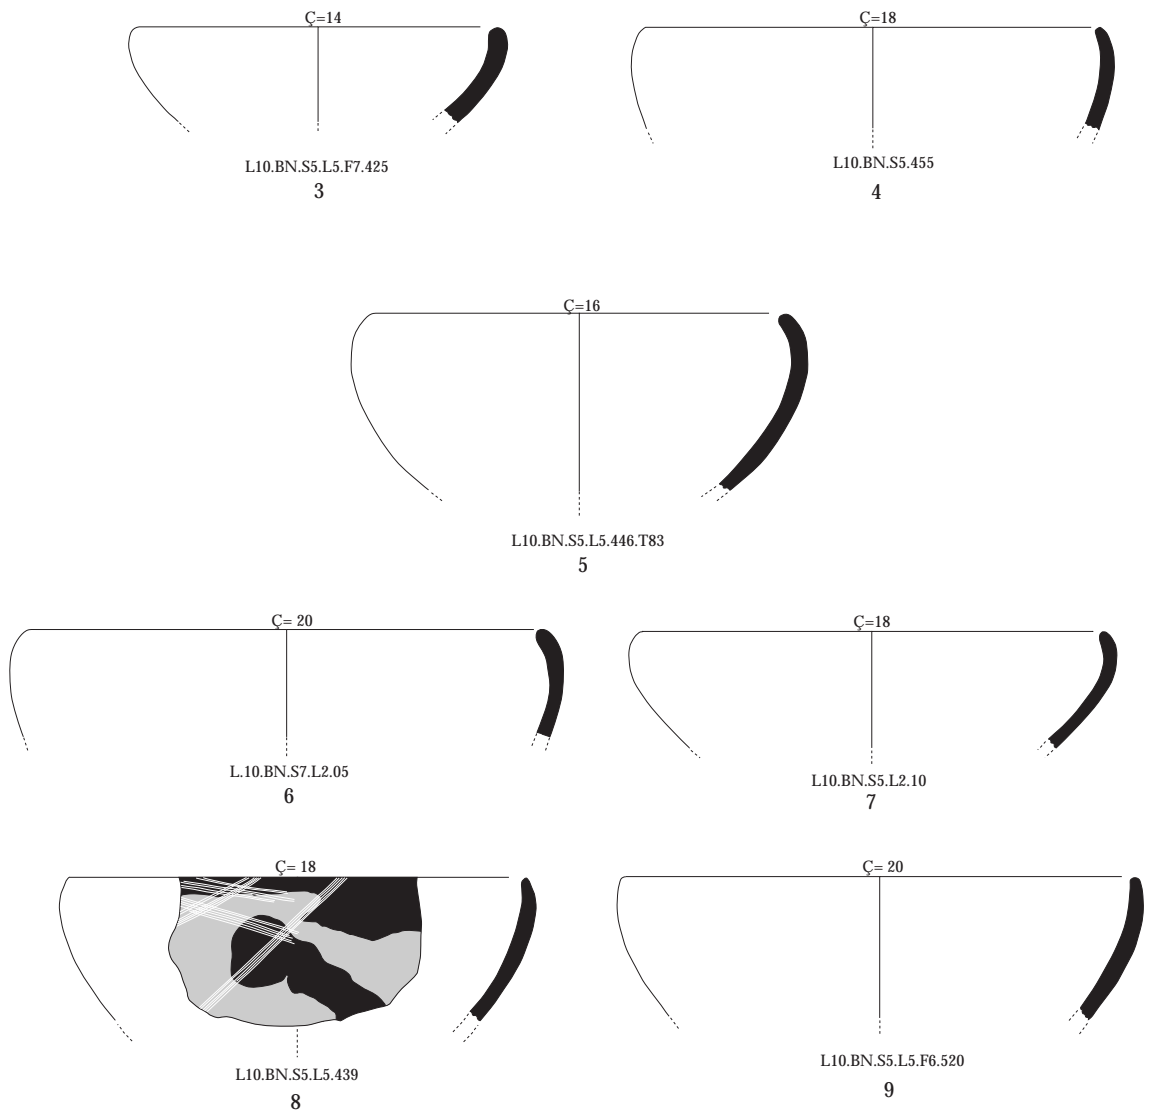 Ç=14
L10.BN.S5.L5.F7.425
3
Ç=18
L10.BN.S5.455
4
Ç=16
L10.BN.S5.L5.446.T83
5
Ç= 20
L.10.BN.S7.L2.05
6
Ç=18
L10.BN.S5.L2.10
7
Ç= 18
L10.BN.S5.L5.439
8
Ç= 20
L10.BN.S5.L5.F6.520
9